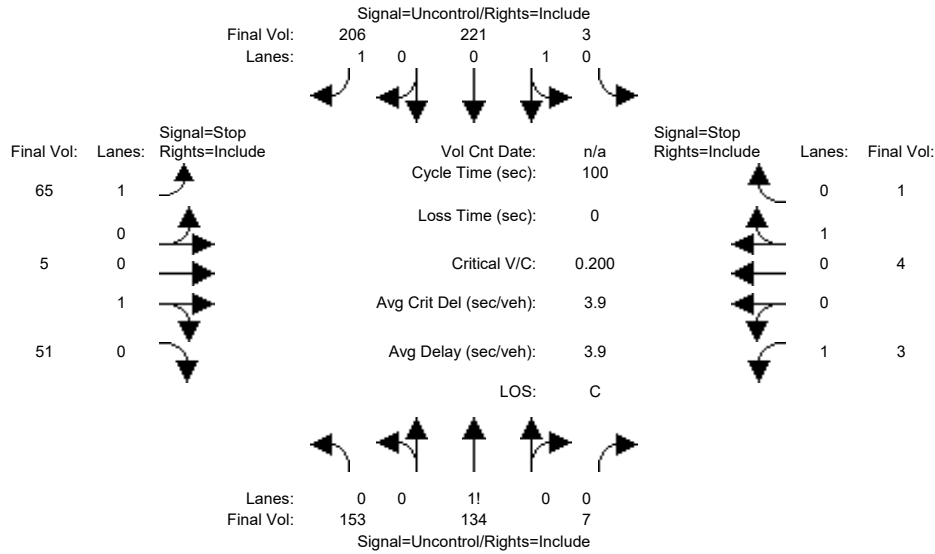 Signal=Uncontrol/Rights=Include
Final Vol: 206 221 3
Lanes: 1 0 0 1 0
Signal=Stop
Final Vol: Lanes: Rights=Include
Vol Cnt Date: n/a
Signal=Stop
Rights=Include Lanes: Final Vol:
Cycle Time (sec): 100
65 1
0 1
Loss Time (sec): 0
0 1
5 0
Critical V/C: 0.200
0 4
1
Avg Crit Del (sec/veh): 3.9
0
51 0
Avg Delay (sec/veh): 3.9
1 3
LOS: C
Lanes: 0 0 1! 0 0
Final Vol: 153 134 7
Signal=Uncontrol/Rights=Include